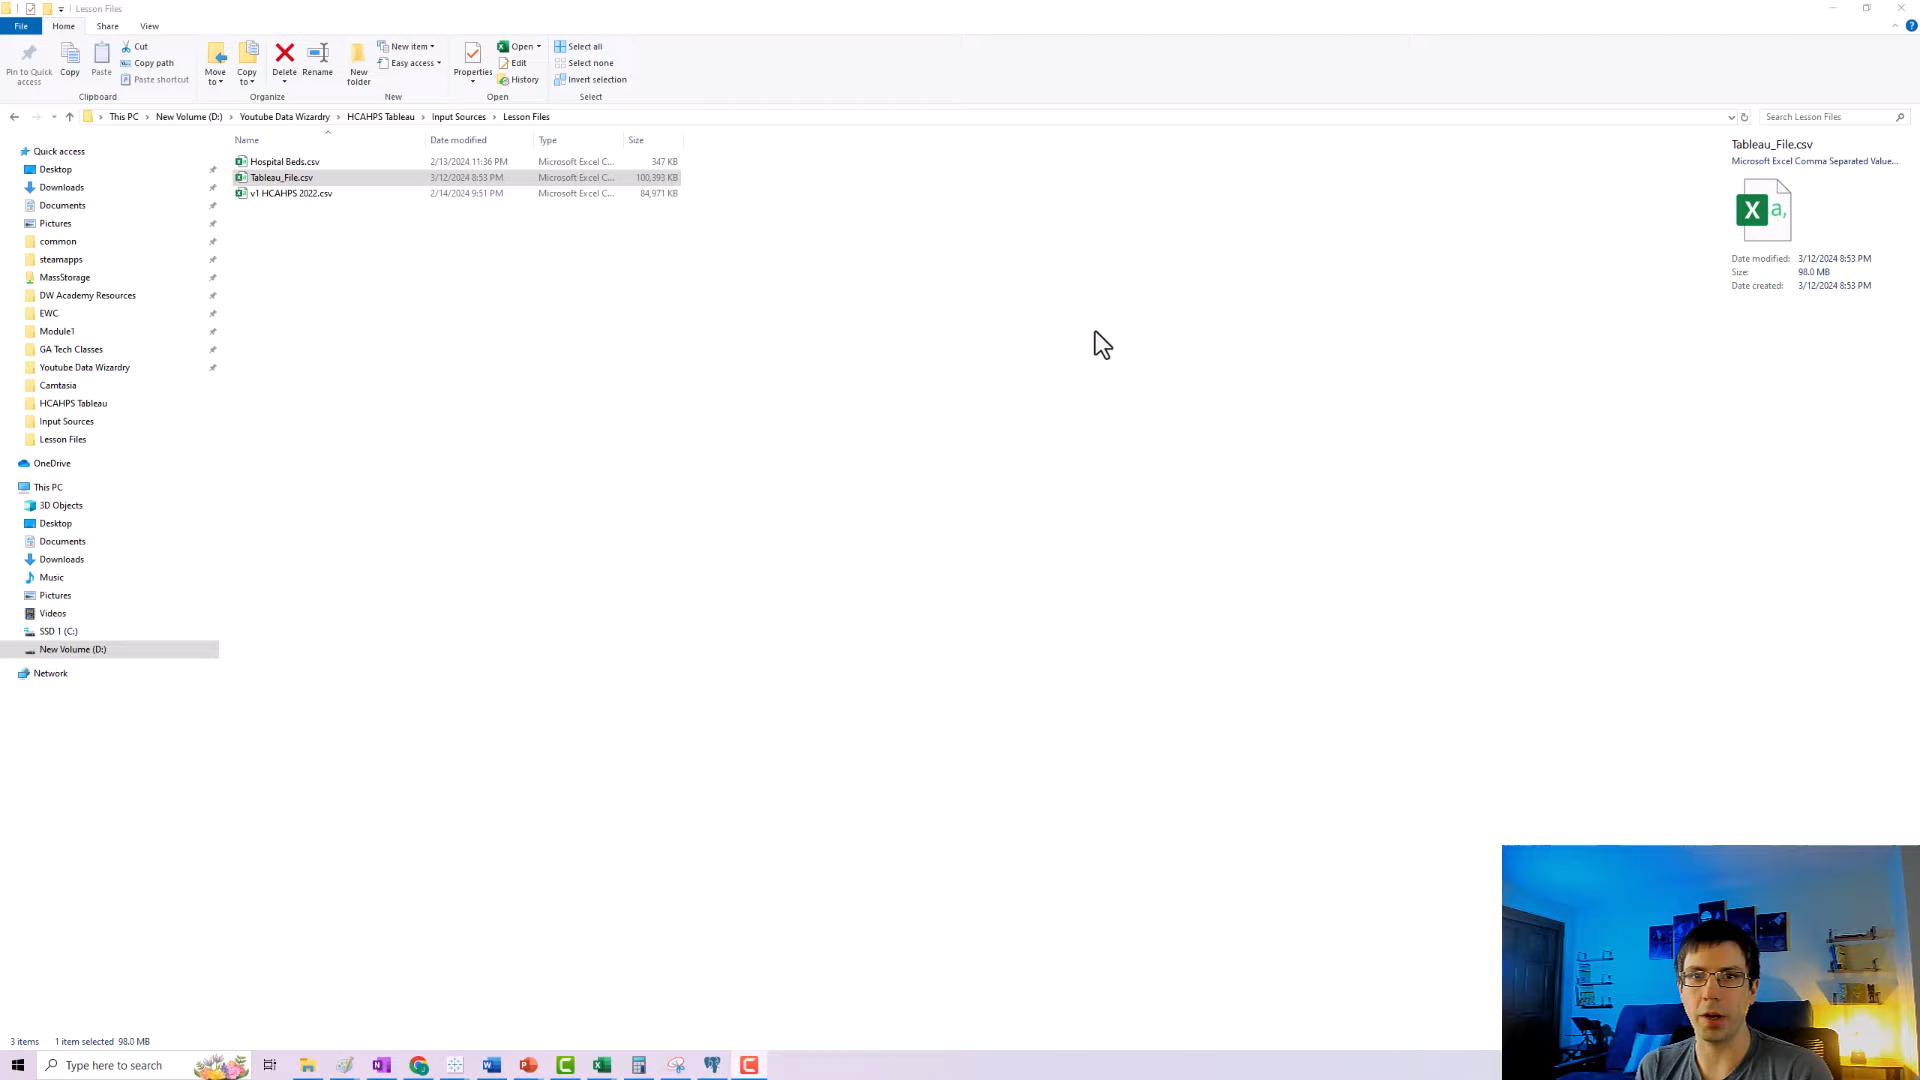 Lesson Files
File Home Share View
Pin to Quick access
Copy
Paste
Cut
Copy path
Paste shortcut
Clipboard
Move to
Copy to
Delete
Rename
Organize
New folder
New item
Easy access
New
Properties
Open
Edit
History
Open
Select all
Select none
Invert selection
Select
This PC > New Volume (D:) > Youtube Data Wizardry > HCAHPS Tableau > Input Sources > Lesson Files
Search Lesson Files
Name Date modified Type Size
Hospital Beds.csv 2/13/2024 11:36 PM Microsoft Excel C... 347 KB
Tableau_File.csv 3/12/2024 8:53 PM Microsoft Excel C... 100,393 KB
v1 HCAHPS 2022.csv 2/14/2024 9:51 PM Microsoft Excel C... 84,971 KB
Quick access
Desktop
Downloads
Documents
Pictures
common
steamapps
MassStorage
DW Academy Resources
EWC
Module1
GA Tech Classes
Youtube Data Wizardry
Camtasia
HCAHPS Tableau
Input Sources
Lesson Files
OneDrive
This PC
3D Objects
Desktop
Documents
Downloads
Music
Pictures
Videos
SSD 1 (C:)
New Volume (D:)
Network
Tableau_File.csv
Microsoft Excel Comma Separated Value...
X a,
Date modified: 3/12/2024 8:53 PM
Size: 98.0 MB
Date created: 3/12/2024 8:53 PM
3 items 1 item selected 98.0 MB
Type here to search